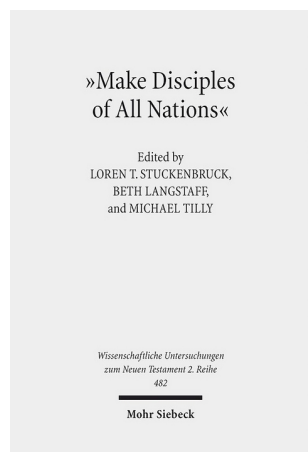 »Make Disciples
of All Nations«
Edited by
LOREN T. STUCKENBRUCK,
BETH LANGSTAFF,
and MICHAEL TILLY
Wissenschaftliche Untersuchungen
zum Neuen Testament 2. Reihe
482
Mohr Siebeck